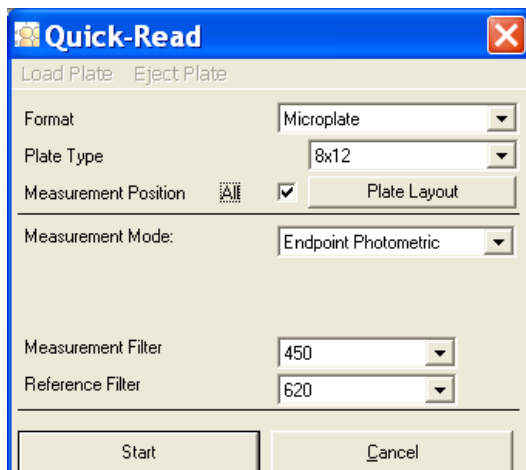 Quick-Read
Load Plate Eject Plate
Format Microplate
Plate Type 8x12
Measurement Position All Plate Layout
Measurement Mode: Endpoint Photometric
Measurement Filter 450
Reference Filter 620
Start Cancel